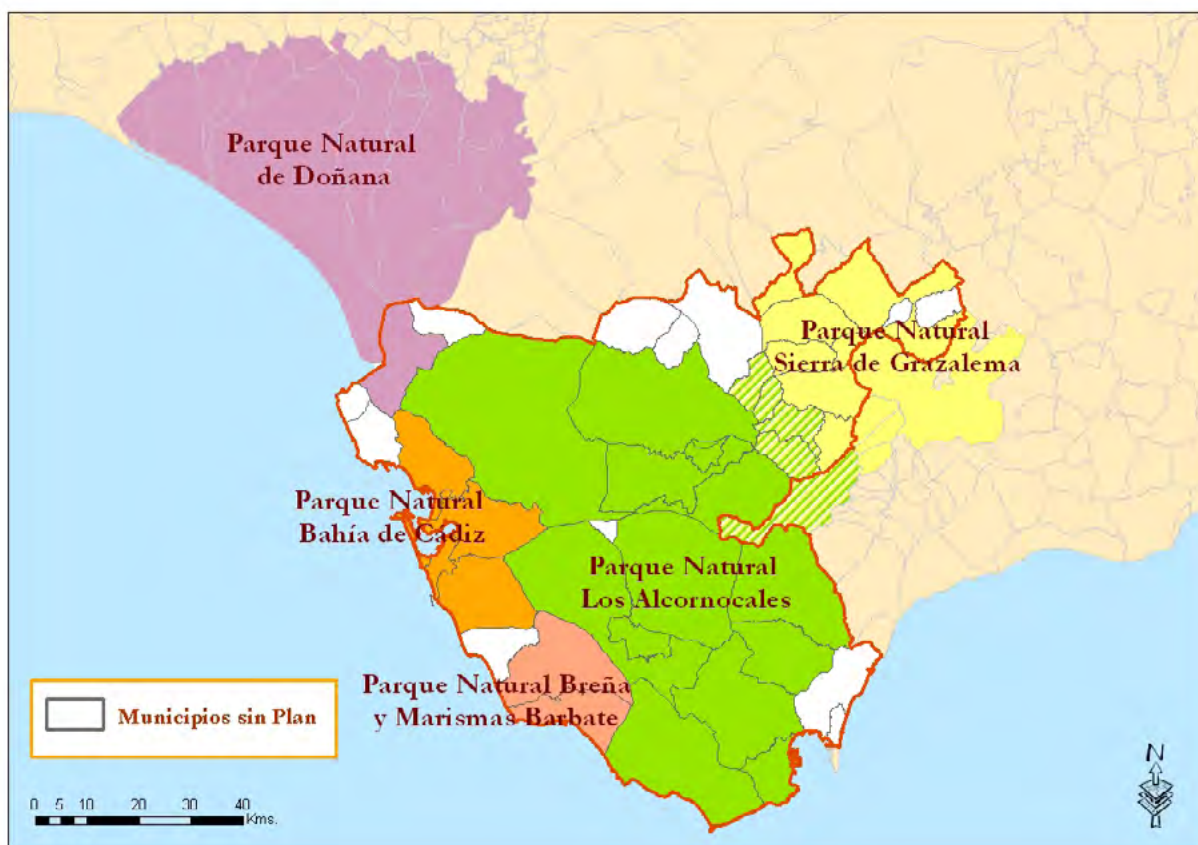 Parque Natural
de Doñana
Parque Natural
Sierra de Grazalema
Parque Natural
Bahía de Cádiz
Parque Natural
Los Alcornocales
Parque Natural Breña
y Marismas Barbate
Municipios sin Plan
0 5 10 20 30 40
Kms.
N